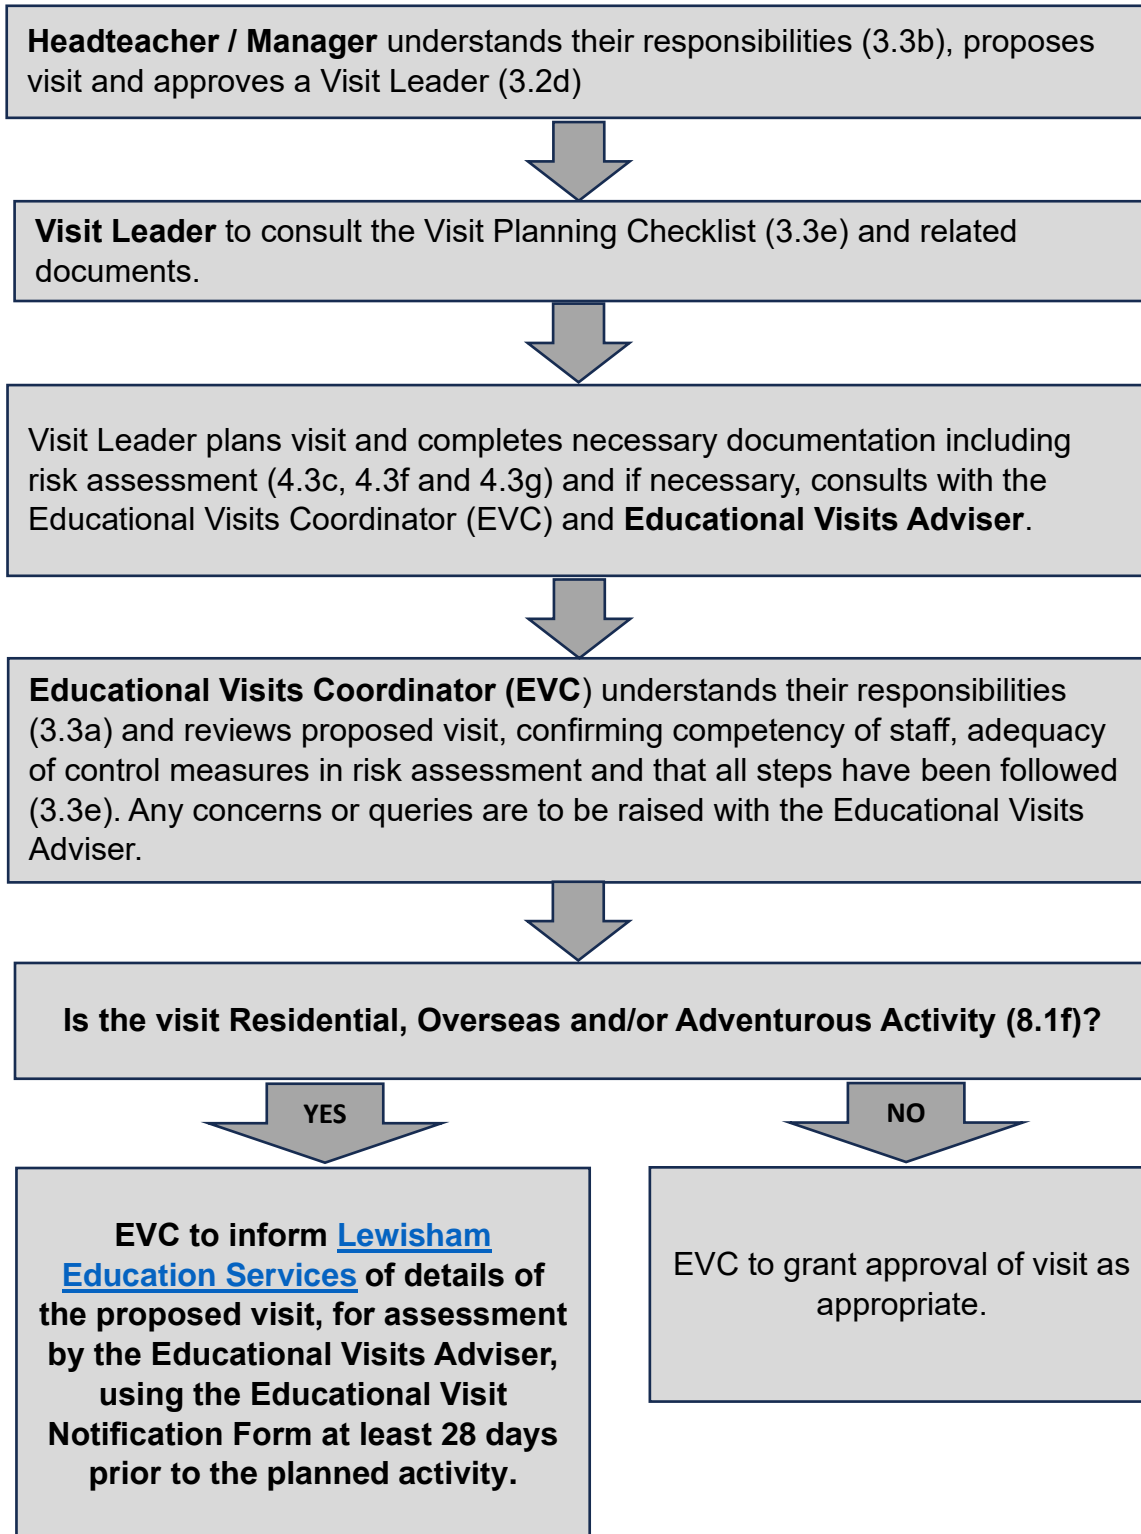 Headteacher / Manager understands their responsibilities (3.3b), proposes
visit and approves a Visit Leader (3.2d)
Visit Leader to consult the Visit Planning Checklist (3.3e) and related
documents.
Visit Leader plans visit and completes necessary documentation including
risk assessment (4.3c, 4.3f and 4.3g) and if necessary, consults with the
Educational Visits Coordinator (EVC) and Educational Visits Adviser.
Educational Visits Coordinator (EVC) understands their responsibilities
(3.3a) and reviews proposed visit, confirming competency of staff, adequacy
of control measures in risk assessment and that all steps have been followed
(3.3e). Any concerns or queries are to be raised with the Educational Visits
Adviser.
Is the visit Residential, Overseas and/or Adventurous Activity (8.1f)?
YES
NO
EVC to inform Lewisham
Education Services of details of
the proposed visit, for assessment
by the Educational Visits Adviser,
using the Educational Visit
Notification Form at least 28 days
prior to the planned activity.
EVC to grant approval of visit as
appropriate.